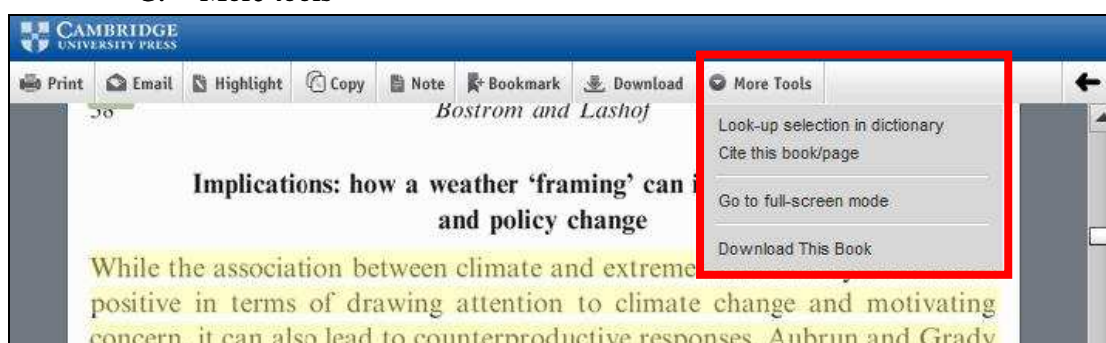 More tools
CAMBRIDGE
UNIVERSITY PRESS
Print Email Highlight Copy Note Bookmark Download More Tools
58 Bostrom and Lashof
Look-up selection in dictionary
Cite this book/page
Go to full-screen mode
Download This Book
Implications: how a weather ‘framing’ can
and policy change
While the association between climate and extreme
positive in terms of drawing attention to climate change and motivating
concern, it can also lead to counterproductive responses. Aubrun and Grady